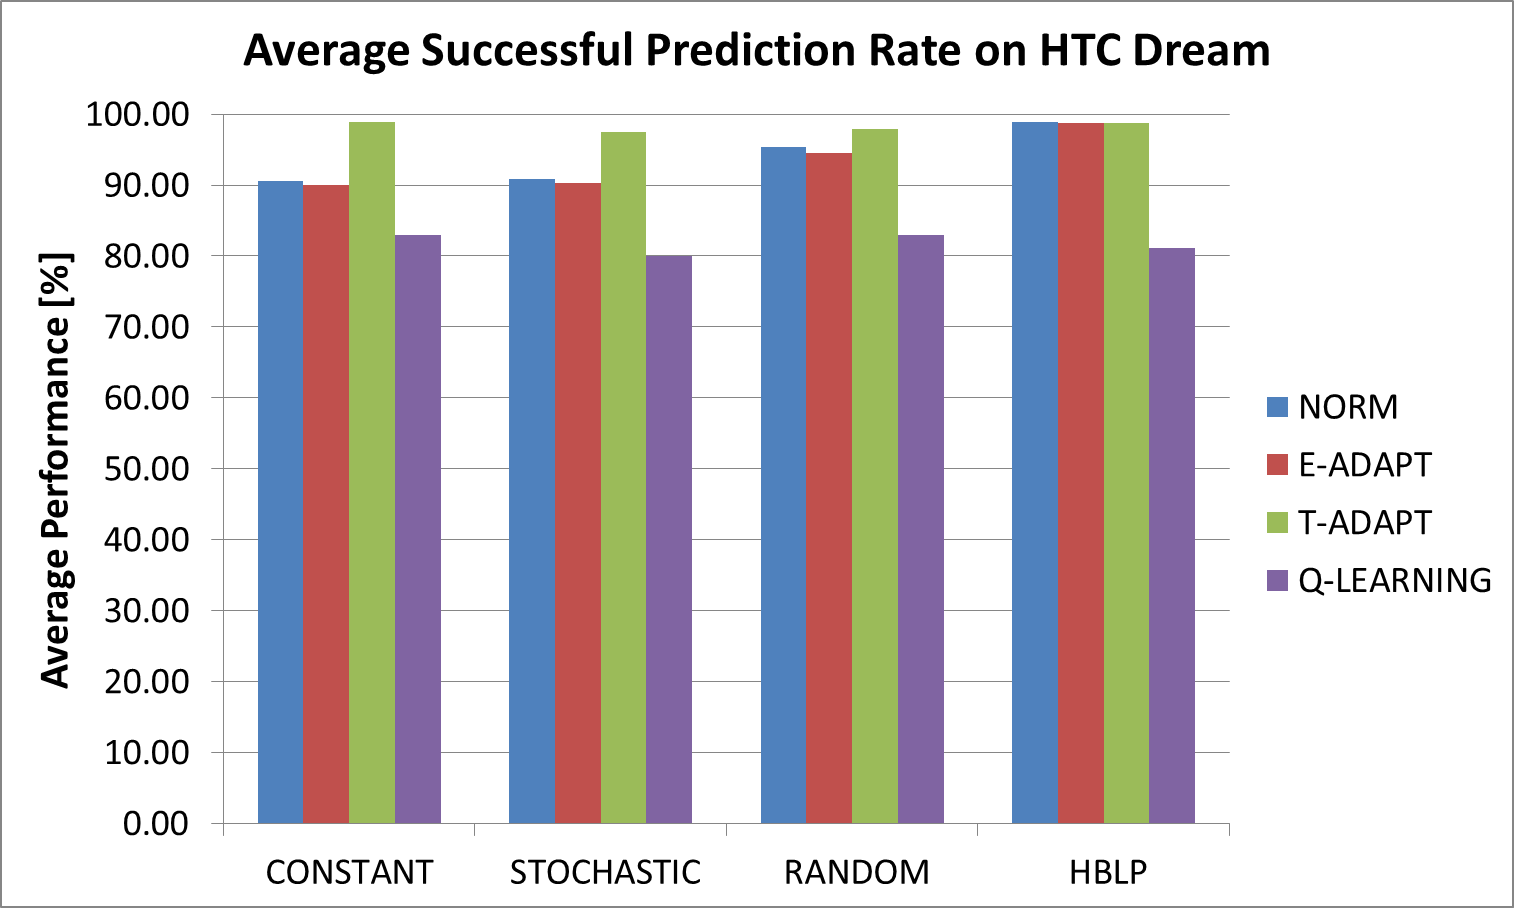 Average Successful Prediction Rate on HTC Dream
Average Performance [%]
100.00
90.00
80.00
70.00
60.00
50.00
40.00
30.00
20.00
10.00
0.00
CONSTANT
STOCHASTIC
RANDOM
HBLP
NORM
E-ADAPT
T-ADAPT
Q-LEARNING